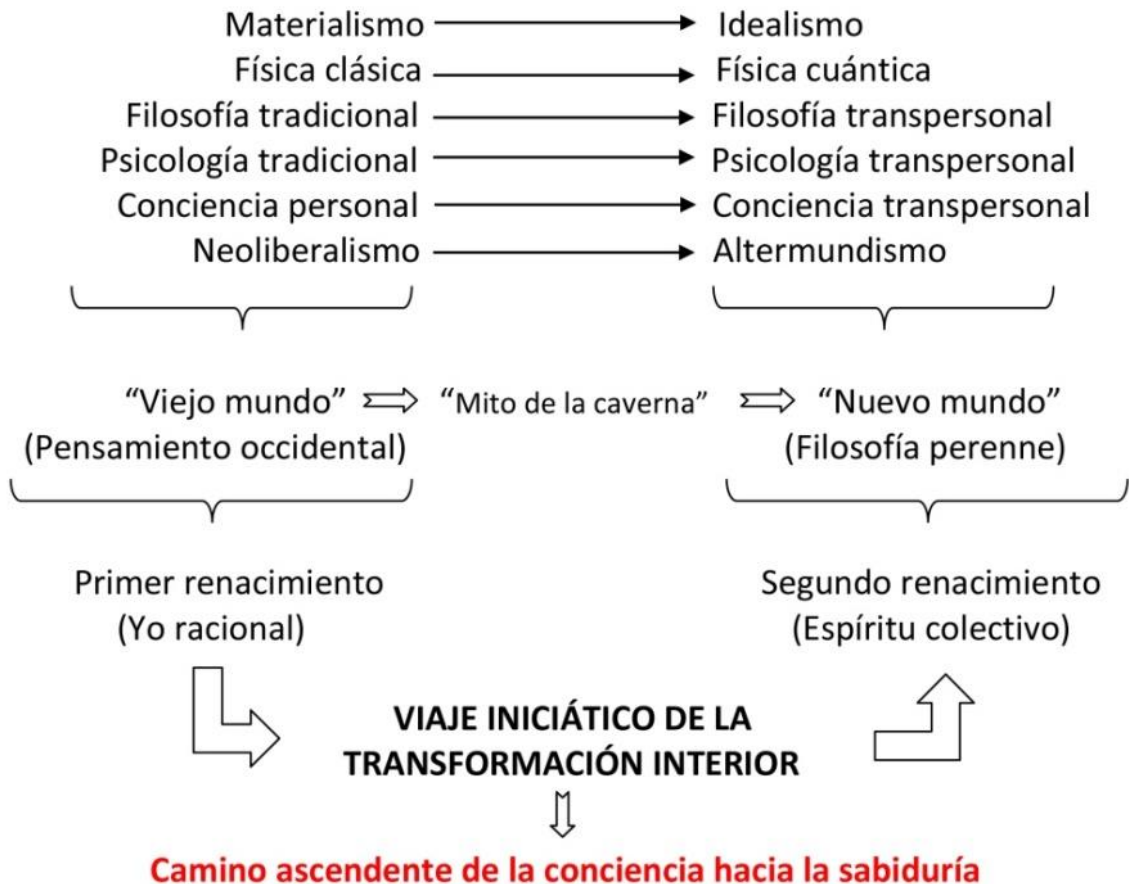 Materialismo Idealismo
Física clásica Física cuántica
Filosofía tradicional Filosofía transpersonal
Psicología tradicional Psicología transpersonal
Conciencia personal Conciencia transpersonal
Neoliberalismo Altermundismo
“Viejo mundo” “Mito de la caverna” “Nuevo mundo”
(Pensamiento occidental) (Filosofía perenne)
Primer renacimiento Segundo renacimiento
(Yo racional) (Espíritu colectivo)
VIAJE INICIÁTICO DE LA
TRANSFORMACIÓN INTERIOR
Camino ascendente de la conciencia hacia la sabiduría